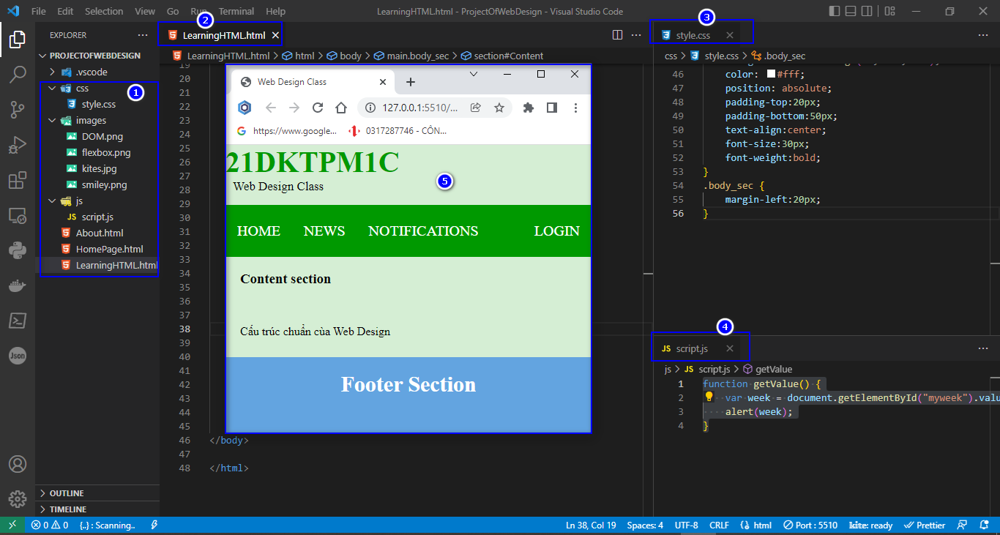 File Edit Selection View Go Run Terminal Help LearningHTML.html - ProjectOfWebDesign - Visual Studio Code
EXPLORER
PROJECTOFWEBDESIGN
.vscode
css
1
style.css
images
DOM.png
flexbox.png
kites.jpg
smiley.png
js
JS script.js
About.html
HomePage.html
LearningHTML.html
OUTLINE
TIMELINE
2
LearningHTML.html
LearningHTML.html > html > body > main.body_sec > section#Content
19
20
21
22
23
24
25
26
27
28
29
30
31
32
33
34
35
36
37
38
39
40
41
42
43
44
45
46 </body>
47
48 </html>
Web Design Class
127.0.0.1:5510/...
https://www.google... 0317287746 - CÔN...
21DKTPM1C
5
Web Design Class
HOME NEWS NOTIFICATIONS LOGIN
Content section
Cấu trúc chuẩn của Web Design
Footer Section
3
style.css
css > style.css > .body_sec
46 color: #fff;
47 position: absolute;
48 padding-top:20px;
49 padding-bottom:50px;
50 text-align:center;
51 font-size:30px;
52 font-weight:bold;
53 }
54 .body_sec {
55 margin-left:20px;
56 }
4
JS script.js
js > JS script.js > getValue
1 function getValue() {
2 var week = document.getElementById("myweek").valu
3 alert(week);
4 }
Json
0 0 {..} : Scanning.. Ln 38, Col 19 Spaces: 4 UTF-8 CRLF html Port : 5510 kite: ready Prettier